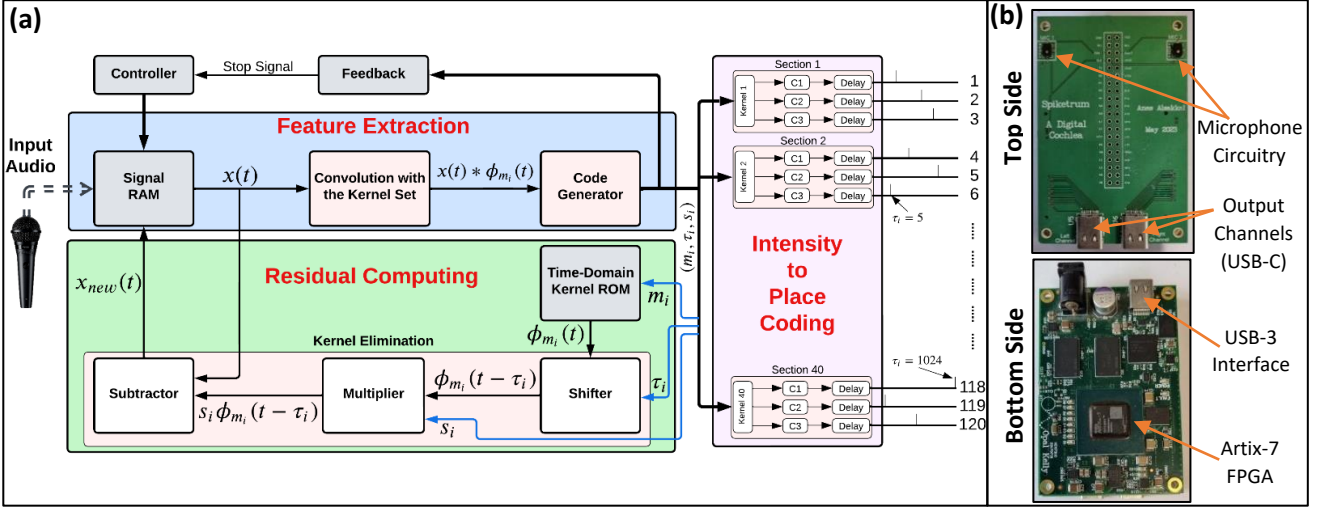 (a)
Controller
Stop Signal
Feedback
Feature Extraction
Input
Audio
Signal
RAM
x(t)
Convolution with
the Kernel Set
x(t) * ϕ_{m_i}(t)
Code
Generator
(m_i, τ_i, s_i)
Residual Computing
x_{new}(t)
Time-Domain
Kernel ROM
m_i
ϕ_{m_i}(t)
Kernel Elimination
Subtractor
s_i ϕ_{m_i}(t − τ_i)
Multiplier
ϕ_{m_i}(t − τ_i)
Shifter
τ_i
s_i
Section 1
Kernel 1
C1 Delay 1
C2 Delay 2
C3 Delay 3
Section 2
Kernel 2
C1 Delay 4
C2 Delay 5
C3 Delay 6
τ_i = 5
Intensity
to
Place
Coding
τ_i = 1024
Section 40
Kernel 40
C1 Delay 118
C2 Delay 119
C3 Delay 120
(b)
Top Side
MIC 1
Spiketrum
A Digital
Cochlea
May 2023
Channel
Channel
Microphone
Circuitry
Output
Channels
(USB-C)
Bottom Side
Opal Kelly
USB-3
Interface
Artix-7
FPGA